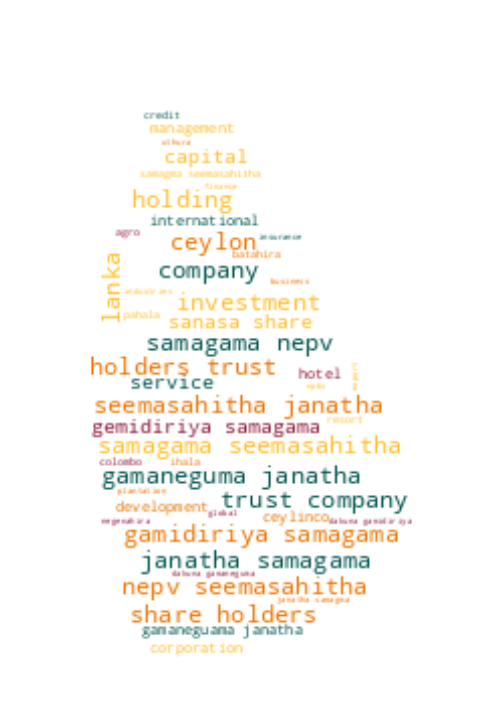 credit
management
uthura
capital
samagma seemasahitha
finance
holding
international
agro
ceylon insurance
batahira
company
lanka
business
industries
investment
pahala
sanasa share
samagama nepv
holders trust
hotel
service
seemasahitha janatha
resort
gemidiriya samagama
samagama seemasahitha
colombo ihala
gamaneguma janatha
plantation
trust company
development
global
ceylinco
negenahira
dakuna gamidiriya
gamidiriya samagama
janatha samagama
dakuna gamaneguma
nepv seemasahitha
janatha samagma
share holders
gamaneguama janatha
corporation